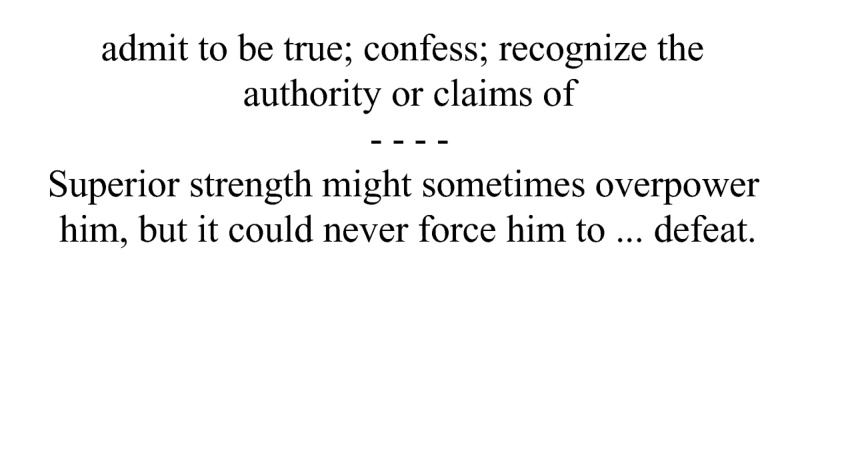 admit to be true; confess; recognize the
authority or claims of
- - - -
Superior strength might sometimes overpower
him, but it could never force him to ... defeat.